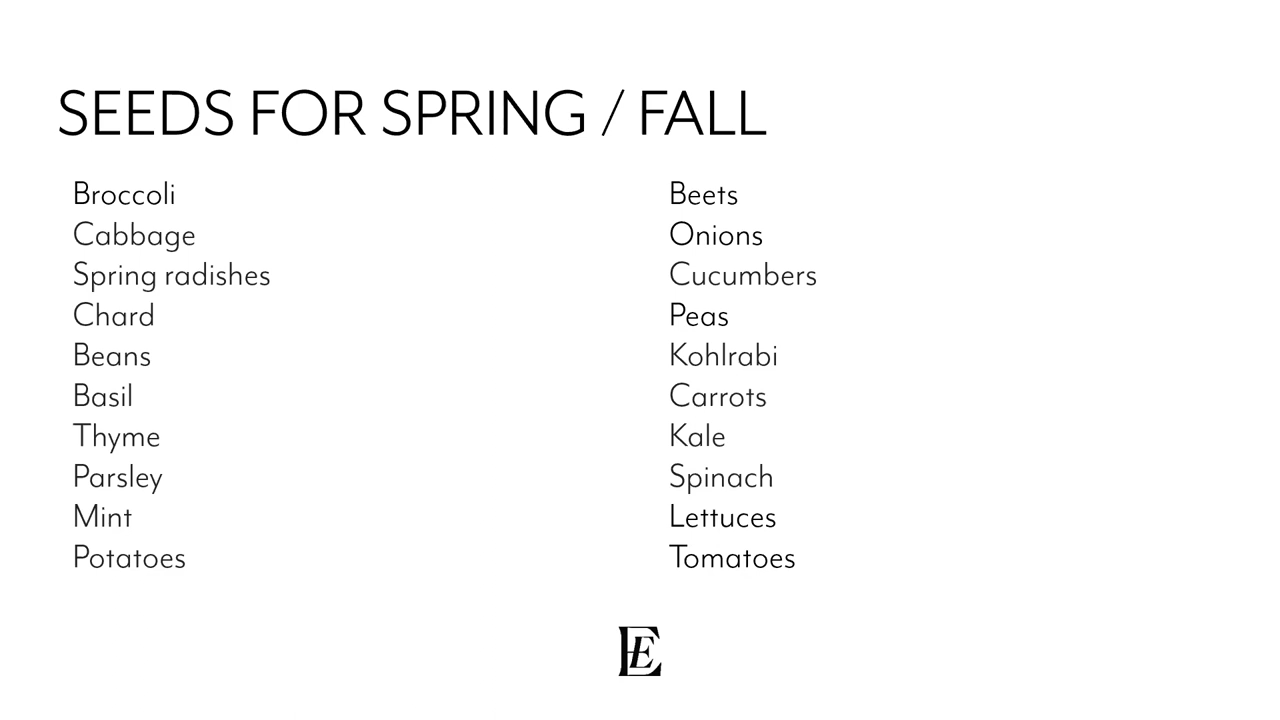 SEEDS FOR SPRING / FALL
Broccoli
Cabbage
Spring radishes
Chard
Beans
Basil
Thyme
Parsley
Mint
Potatoes
Beets
Onions
Cucumbers
Peas
Kohlrabi
Carrots
Kale
Spinach
Lettuces
Tomatoes
EE